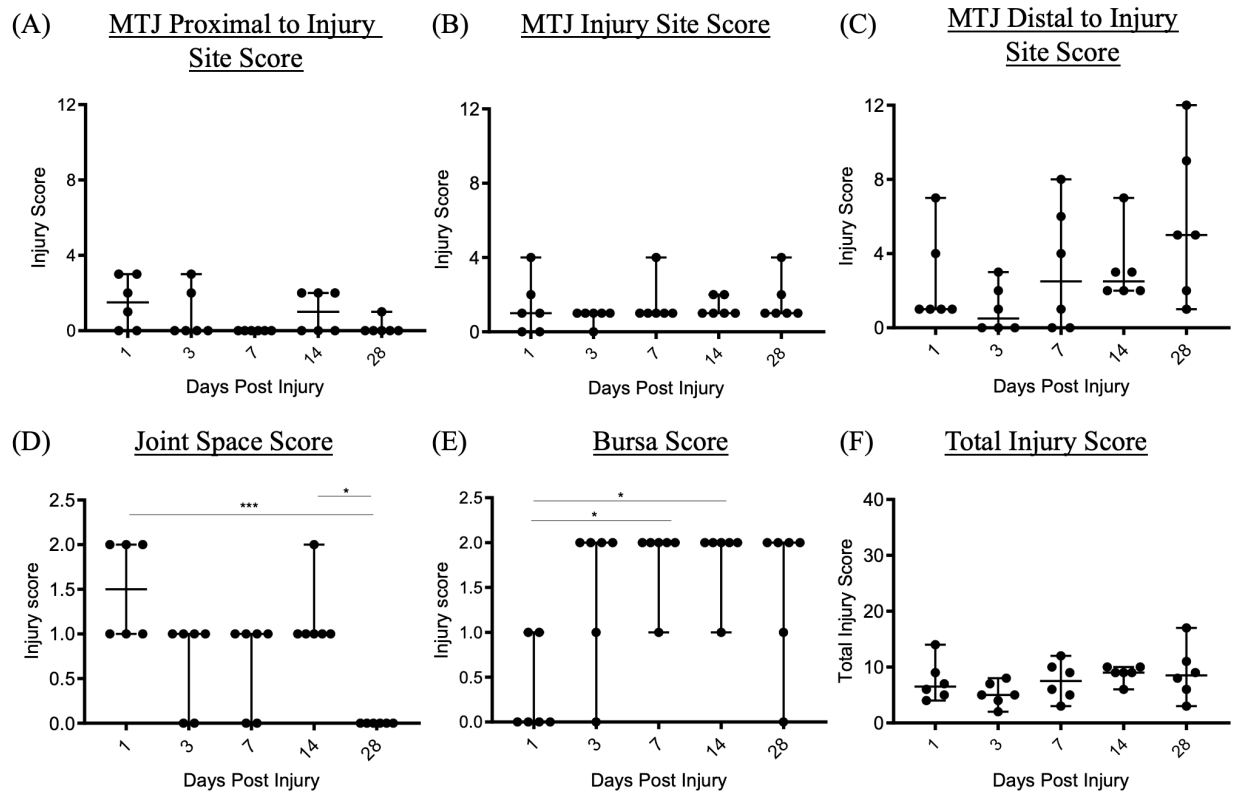 (A) MTJ Proximal to Injury
Site Score
Injury Score
12
8
4
0
1 3 7 14 28
Days Post Injury
(B) MTJ Injury Site Score
Injury Score
12
8
4
0
1 3 7 14 28
Days Post Injury
(C) MTJ Distal to Injury
Site Score
Injury Score
12
8
4
0
1 3 7 14 28
Days Post Injury
(D) Joint Space Score
Injury score
2.5
2.0
1.5
1.0
0.5
0.0
*
***
1 3 7 14 28
Days Post Injury
(E) Bursa Score
Injury score
2.5
2.0
1.5
1.0
0.5
0.0
*
*
1 3 7 14 28
Days Post Injury
(F) Total Injury Score
Total Injury Score
40
30
20
10
0
1 3 7 14 28
Days Post Injury